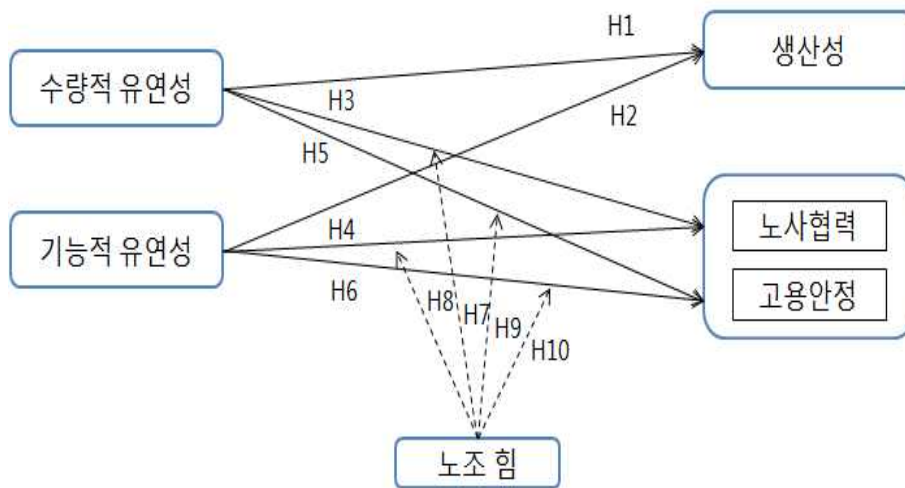 H1
생산성
수량적 유연성
H3
H2
H5
노사협력
H4
기능적 유연성
고용안정
H6
H8
H7
H9
H10
노조 힘